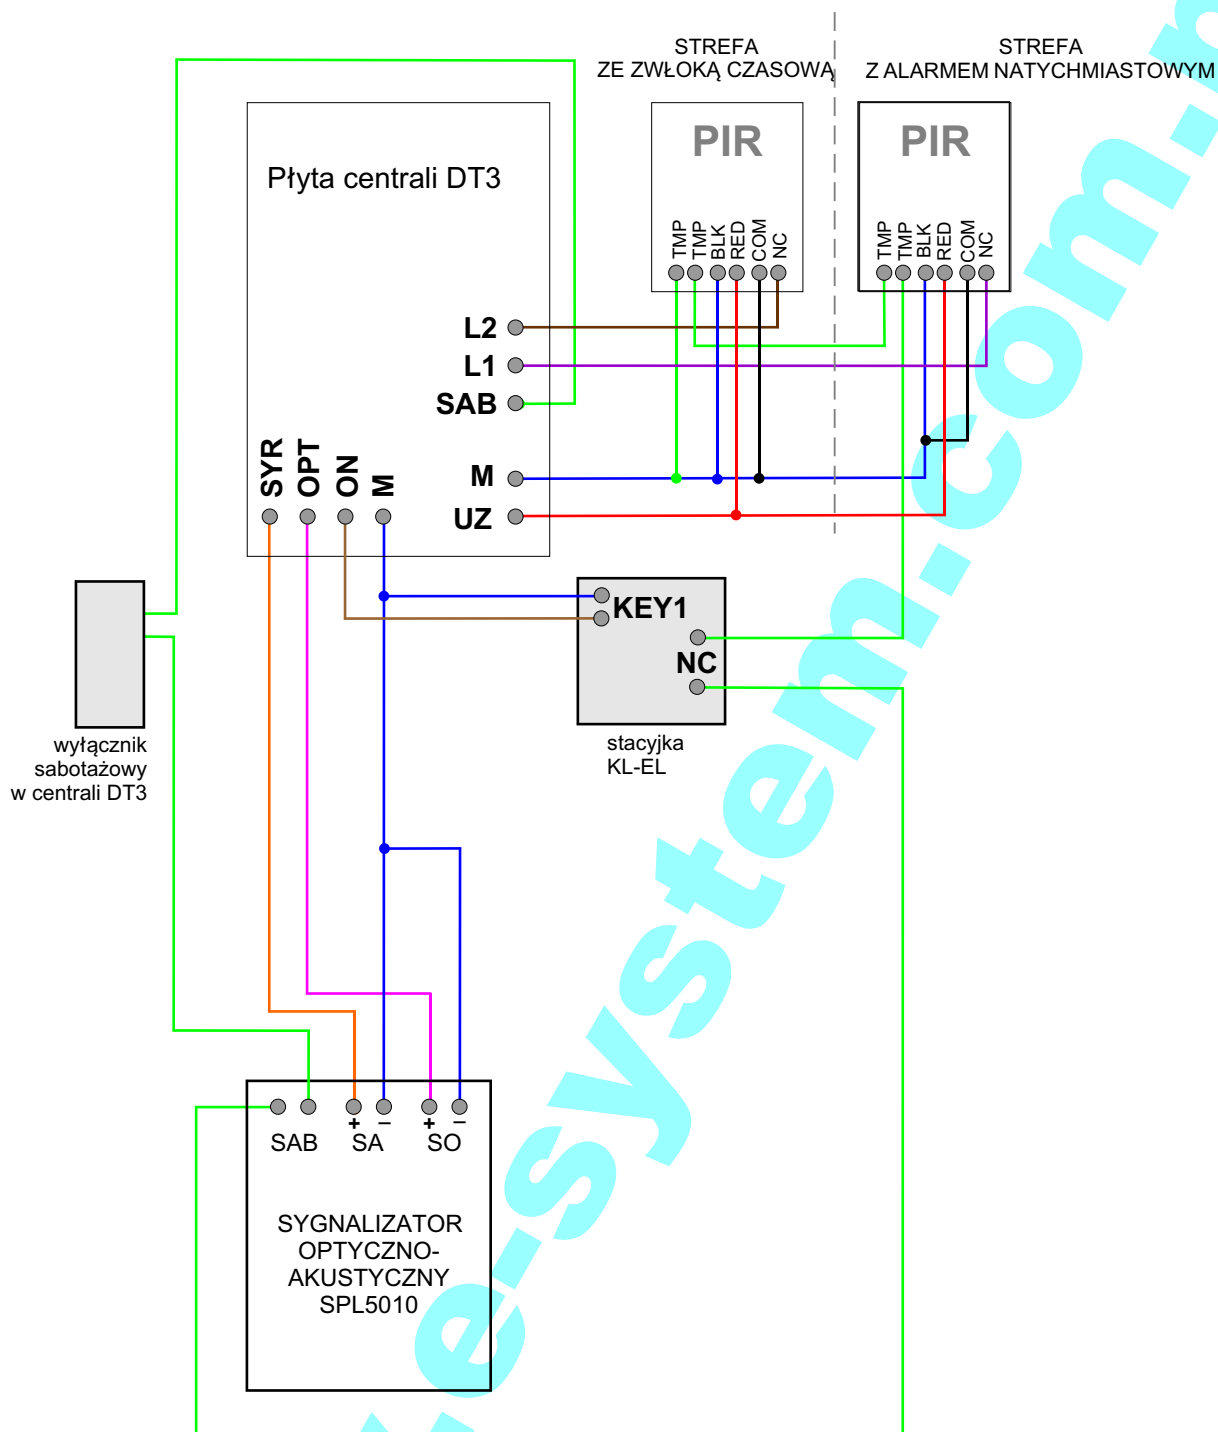 STREFA
ZE ZWŁOKĄ CZASOWĄ
STREFA
Z ALARMEM NATYCHMIASTOWYM
Płyta centrali DT3
PIR
TMP
TMP
BLK
RED
COM
NC
PIR
TMP
TMP
BLK
RED
COM
NC
L2
L1
SAB
M
UZ
SYR
OPT
ON
M
KEY1
NC
stacyjka
KL-EL
wyłącznik
sabotażowy
w centrali DT3
+ – + –
SAB SA SO
SYGNALIZATOR
OPTYCZNO-
AKUSTYCZNY
SPL5010
e-system.com.